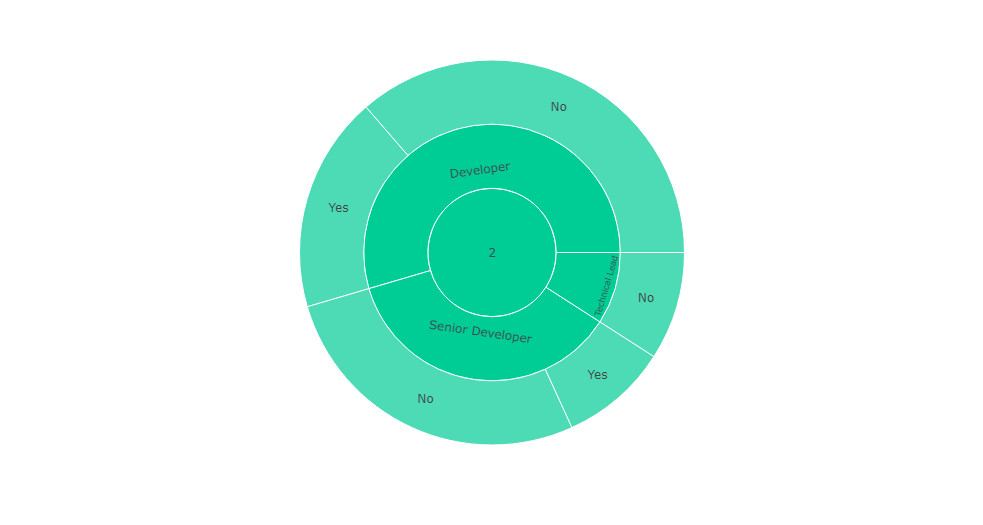 No
Developer
Yes
2
Technical Lead
No
Senior Developer
Yes
No